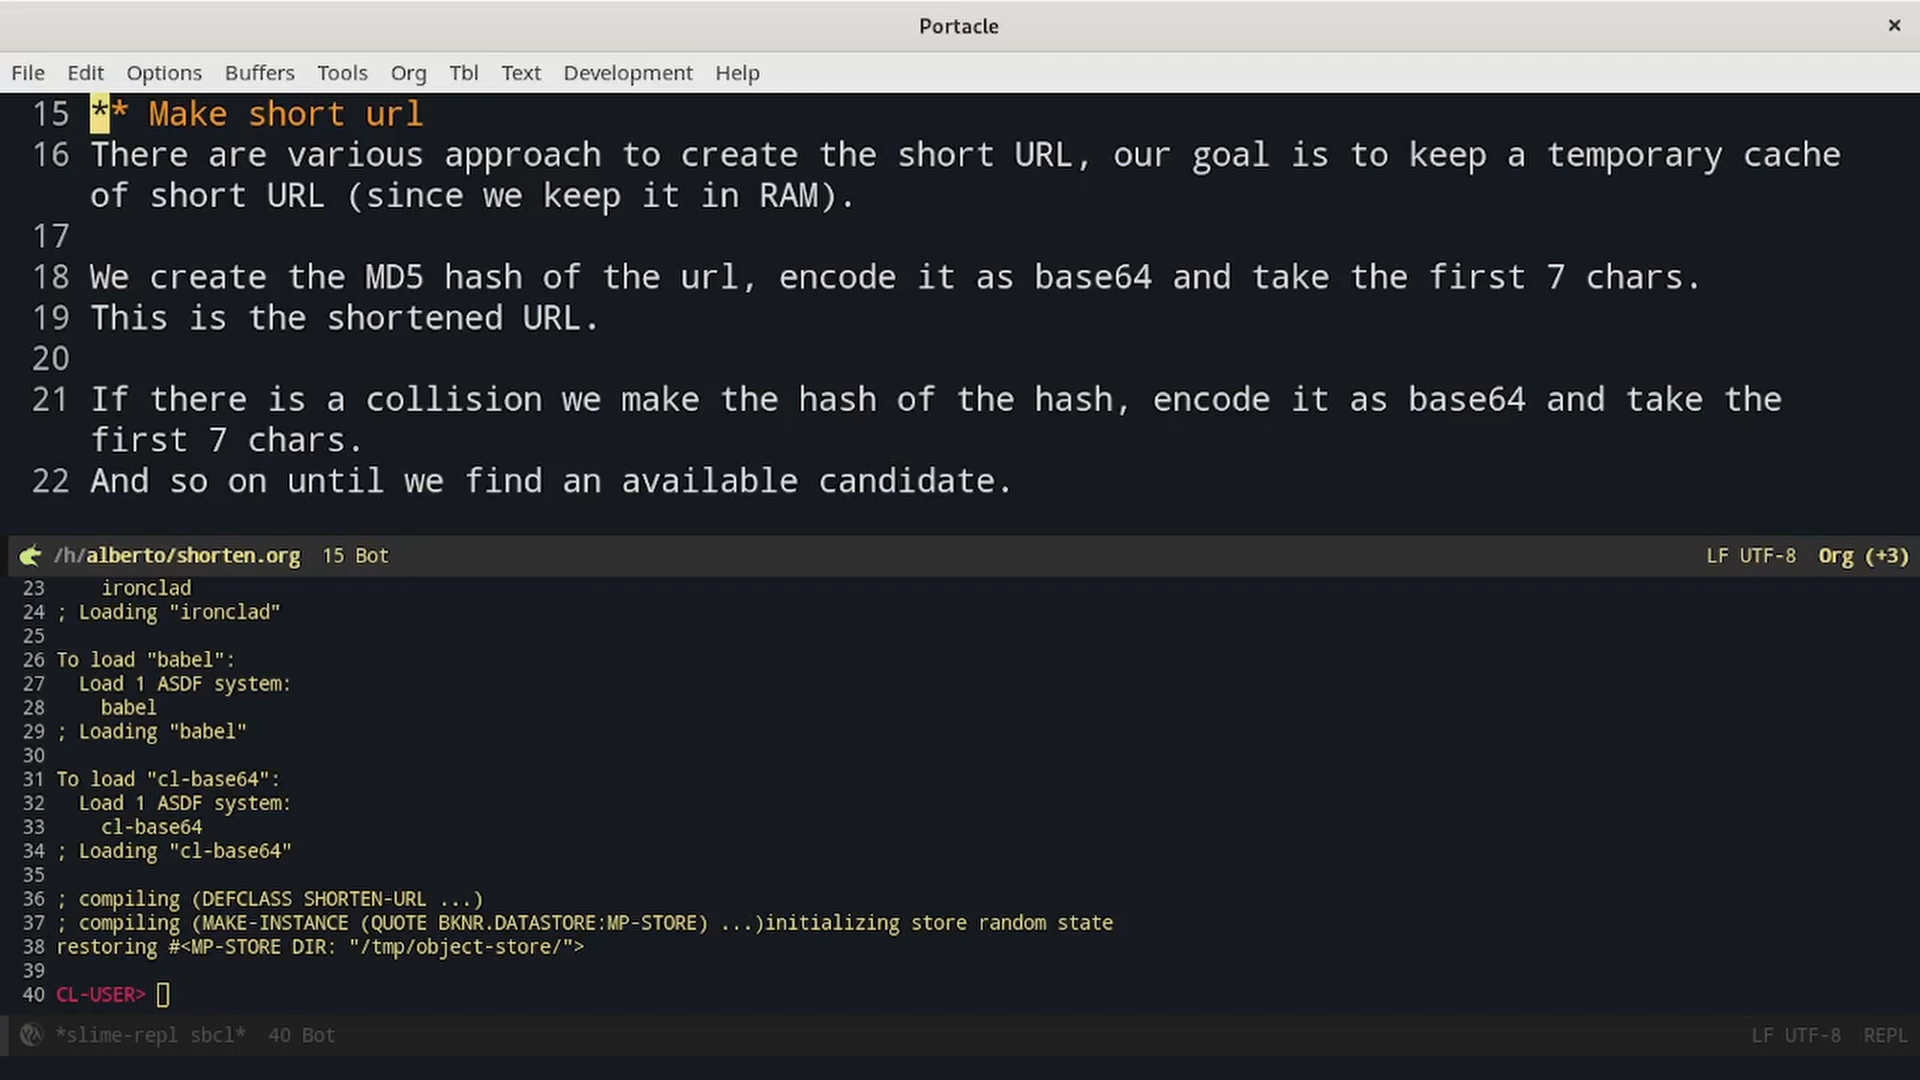 Portacle
×
File Edit Options Buffers Tools Org Tbl Text Development Help
15 ** Make short url
16 There are various approach to create the short URL, our goal is to keep a temporary cache
of short URL (since we keep it in RAM).
17
18 We create the MD5 hash of the url, encode it as base64 and take the first 7 chars.
19 This is the shortened URL.
20
21 If there is a collision we make the hash of the hash, encode it as base64 and take the
first 7 chars.
22 And so on until we find an available candidate.
/h/alberto/shorten.org 15 Bot LF UTF-8 Org (+3)
23 ironclad
24 ; Loading "ironclad"
25
26 To load "babel":
27 Load 1 ASDF system:
28 babel
29 ; Loading "babel"
30
31 To load "cl-base64":
32 Load 1 ASDF system:
33 cl-base64
34 ; Loading "cl-base64"
35
36 ; compiling (DEFCLASS SHORTEN-URL ...)
37 ; compiling (MAKE-INSTANCE (QUOTE BKNR.DATASTORE:MP-STORE) ...)initializing store random state
38 restoring #<MP-STORE DIR: "/tmp/object-store/">
39
40 CL-USER>
*slime-repl sbcl* 40 Bot LF UTF-8 REPL